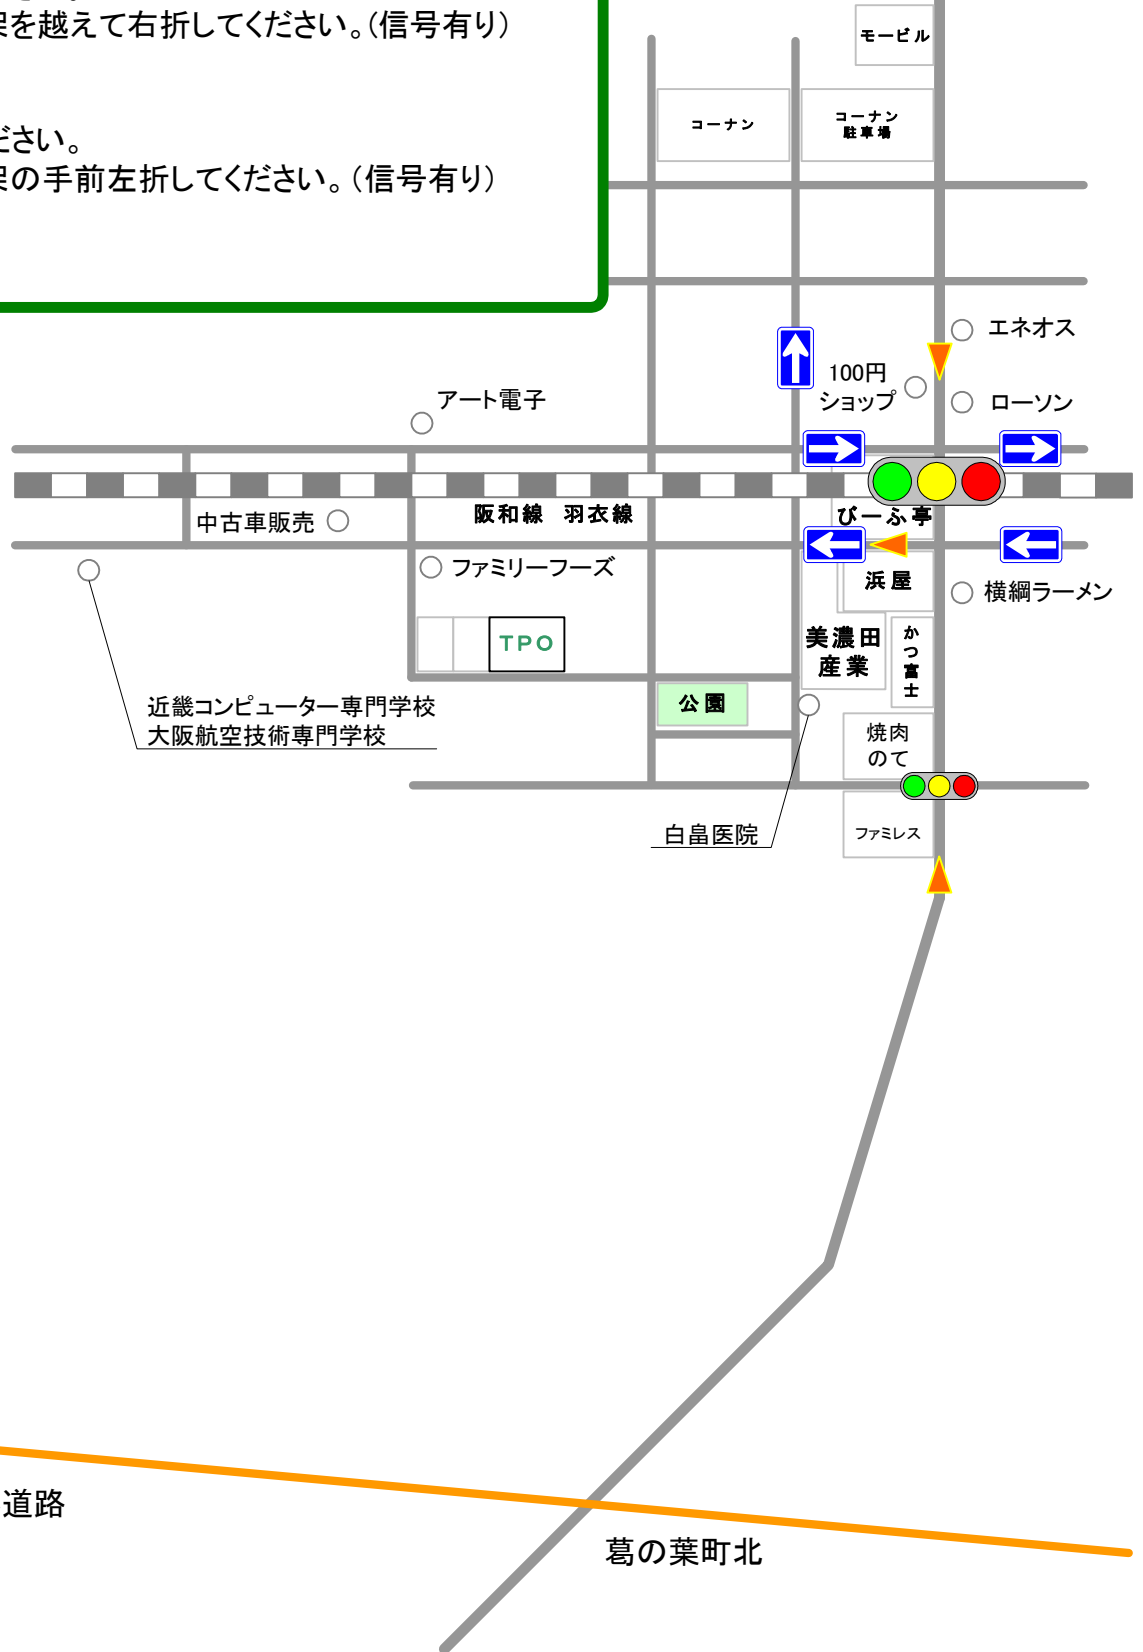 を越えて右折してください。（信号有り）
ださい。
の手前左折してください。（信号有り）
モービル
コーナン
コーナン
駐車場
エネオス
100円
ショップ
ローソン
アート電子
阪和線 羽衣線
中古車販売
びーふ亭
ファミリーフーズ
浜屋
横綱ラーメン
TPO
美濃田
産業
かつ富士
公園
近畿コンピューター専門学校
大阪航空技術専門学校
焼肉
のて
白畠医院
ファミレス
道路
葛の葉町北